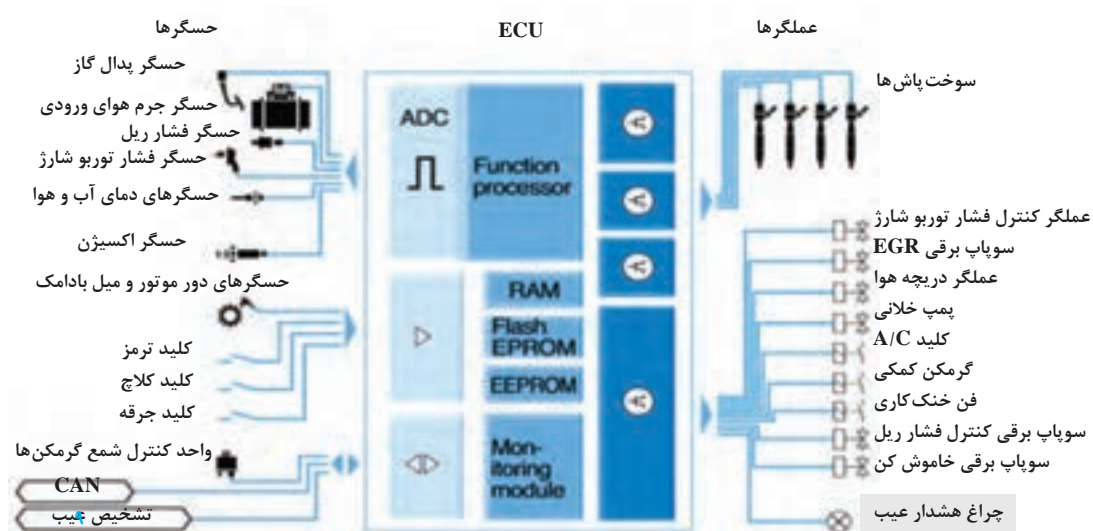 حسگرها
ECU
عملگرها
حسگر پدال گاز
حسگر جرم هوای ورودی
حسگر فشار ریل
حسگر فشار توربو شارژ
حسگرهای دمای آب و هوا
حسگر اکسیژن
حسگرهای دور موتور و میل بادامک
کلید ترمز
کلید کلاچ
کلید جرقه
واحد کنترل شمع گرمکن‌ها
CAN
تشخیص عیب
ADC
Function
processor
RAM
Flash
EPROM
EEPROM
Mon-
itoring
module
سوخت‌پاش‌ها
عملگر کنترل فشار توربو شارژ
سوپاپ برقی EGR
عملگر دریچه هوا
پمپ خلائی
کلید A/C
گرمکن کمکی
فن خنک‌کاری
سوپاپ برقی کنترل فشار ریل
سوپاپ برقی خاموش کن
چراغ هشدار عیب